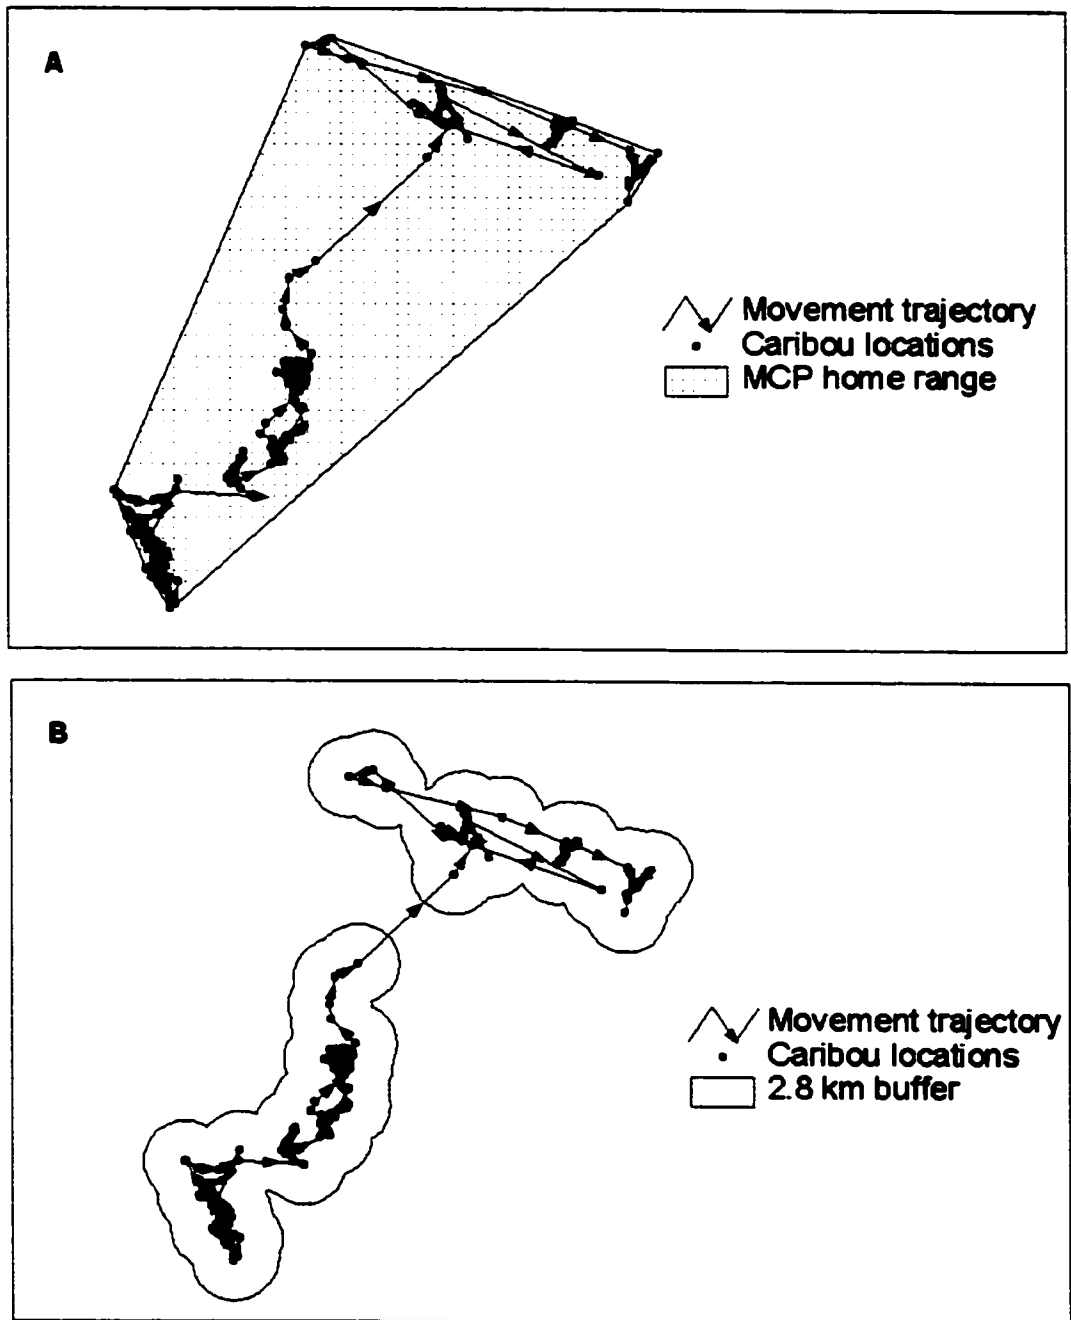 A
Movement trajectory
Caribou locations
MCP home range
B
Movement trajectory
Caribou locations
2.8 km buffer